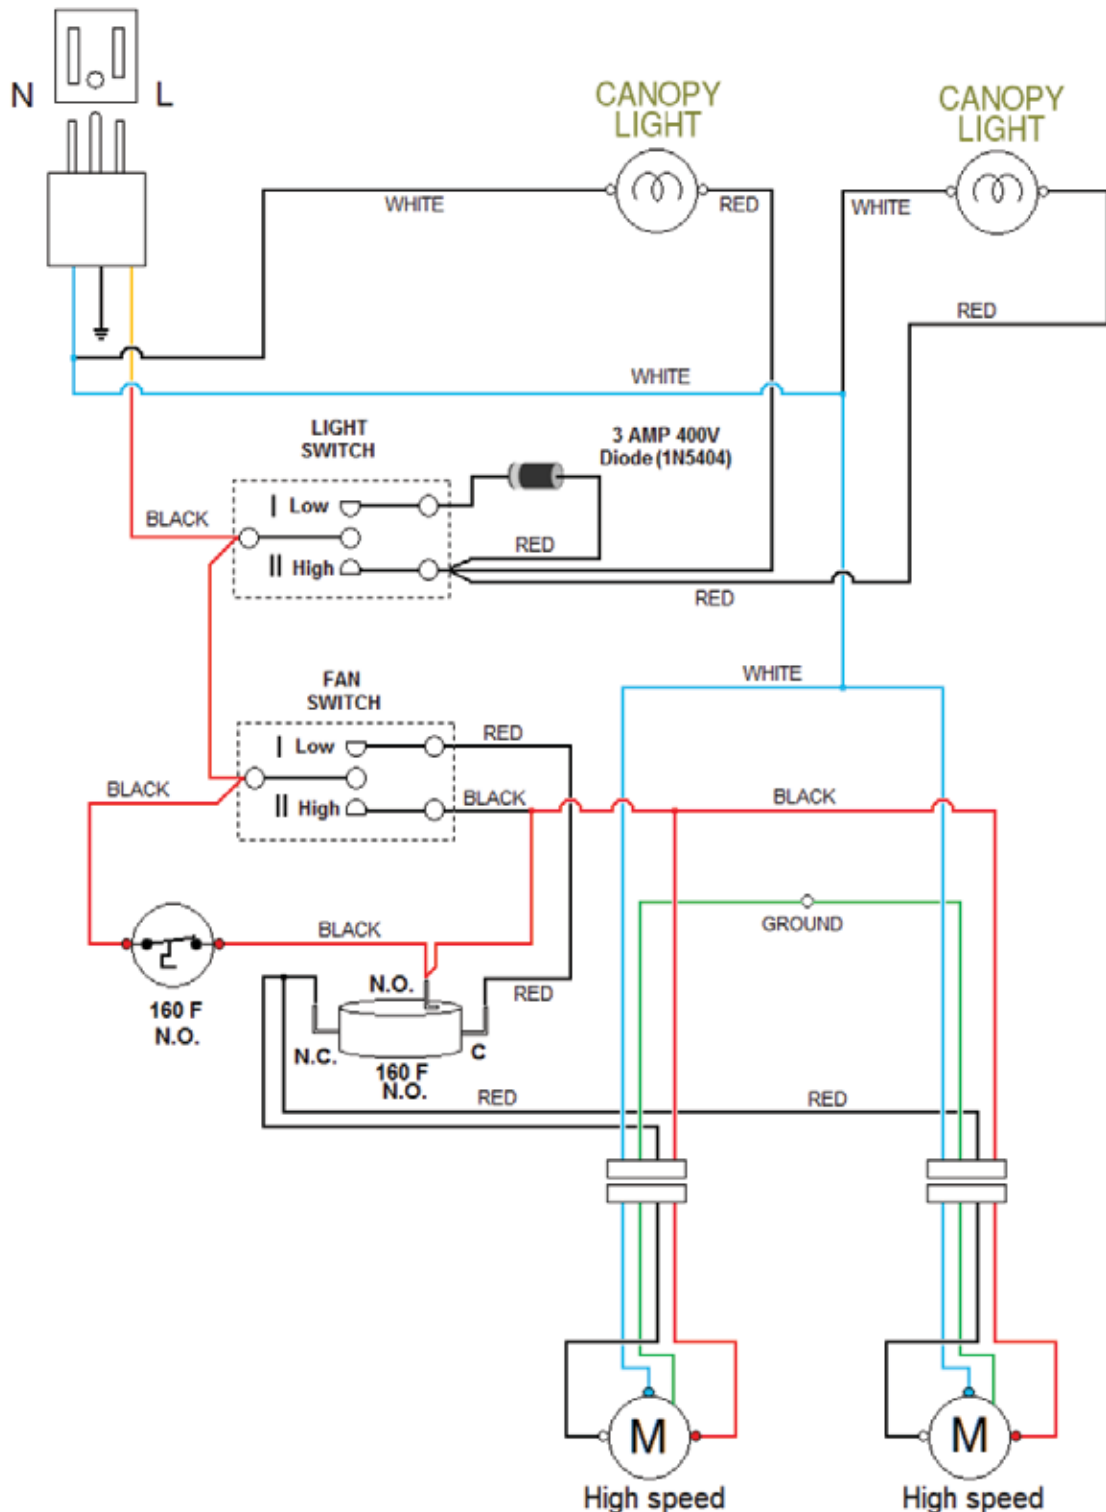 N
L
CANOPY
LIGHT
CANOPY
LIGHT
WHITE
RED
WHITE
RED
WHITE
LIGHT
SWITCH
3 AMP 400V
Diode (1N5404)
I Low
BLACK
RED
II High
RED
FAN
SWITCH
WHITE
I Low
RED
BLACK
II High
BLACK
BLACK
BLACK
GROUND
N.O.
RED
160 F
N.O.
N.C.
C
160 F
N.O.
RED
RED
M
M
High speed
High speed